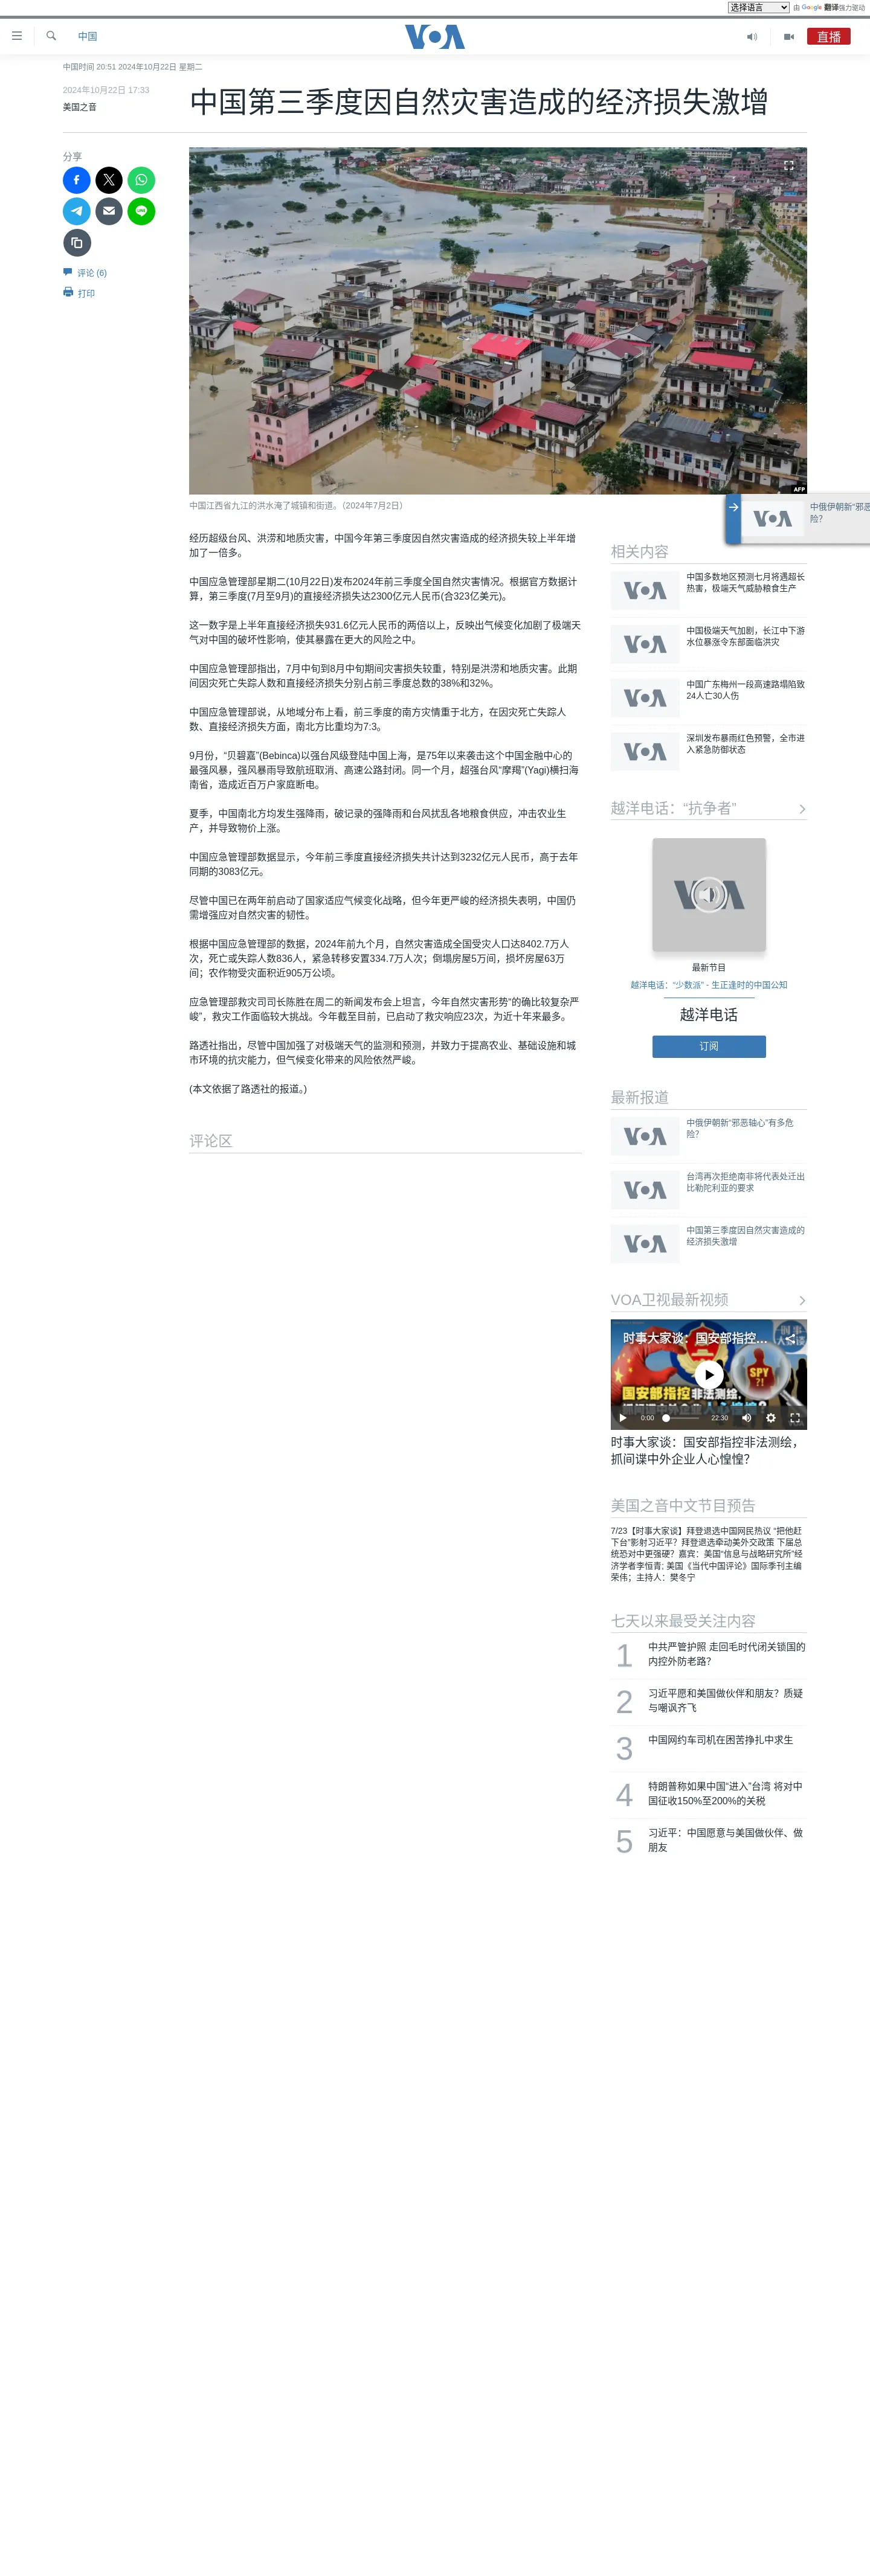 选择语言 由 Google 翻译强力驱动
中国
VOA
直播
中国时间 20:51 2024年10月22日 星期二
2024年10月22日 17:33
美国之音
中国第三季度因自然灾害造成的经济损失激增
分享
评论 (6)
打印
AFP
中国江西省九江的洪水淹了城镇和街道。（2024年7月2日）
经历超级台风、洪涝和地质灾害，中国今年第三季度因自然灾害造成的经济损失较上半年增
加了一倍多。
中国应急管理部星期二(10月22日)发布2024年前三季度全国自然灾害情况。根据官方数据计
算，第三季度(7月至9月)的直接经济损失达2300亿元人民币(合323亿美元)。
这一数字是上半年直接经济损失931.6亿元人民币的两倍以上，反映出气候变化加剧了极端天
气对中国的破坏性影响，使其暴露在更大的风险之中。
中国应急管理部指出，7月中旬到8月中旬期间灾害损失较重，特别是洪涝和地质灾害。此期
间因灾死亡失踪人数和直接经济损失分别占前三季度总数的38%和32%。
中国应急管理部说，从地域分布上看，前三季度的南方灾情重于北方，在因灾死亡失踪人
数、直接经济损失方面，南北方比重均为7:3。
9月份，“贝碧嘉”(Bebinca)以强台风级登陆中国上海，是75年以来袭击这个中国金融中心的
最强风暴，强风暴雨导致航班取消、高速公路封闭。同一个月，超强台风“摩羯”(Yagi)横扫海
南省，造成近百万户家庭断电。
夏季，中国南北方均发生强降雨，破记录的强降雨和台风扰乱各地粮食供应，冲击农业生
产，并导致物价上涨。
中国应急管理部数据显示，今年前三季度直接经济损失共计达到3232亿元人民币，高于去年
同期的3083亿元。
尽管中国已在两年前启动了国家适应气候变化战略，但今年更严峻的经济损失表明，中国仍
需增强应对自然灾害的韧性。
根据中国应急管理部的数据，2024年前九个月，自然灾害造成全国受灾人口达8402.7万人
次，死亡或失踪人数836人，紧急转移安置334.7万人次；倒塌房屋5万间，损坏房屋63万
间；农作物受灾面积近905万公顷。
应急管理部救灾司司长陈胜在周二的新闻发布会上坦言，今年自然灾害形势“的确比较复杂严
峻”，救灾工作面临较大挑战。今年截至目前，已启动了救灾响应23次，为近十年来最多。
路透社指出，尽管中国加强了对极端天气的监测和预测，并致力于提高农业、基础设施和城
市环境的抗灾能力，但气候变化带来的风险依然严峻。
(本文依据了路透社的报道。)
评论区
VOA
中俄伊朝新“邪恶
险？
相关内容
VOA
中国多数地区预测七月将遇超长
热害，极端天气威胁粮食生产
VOA
中国极端天气加剧，长江中下游
水位暴涨令东部面临洪灾
VOA
中国广东梅州一段高速路塌陷致
24人亡30人伤
VOA
深圳发布暴雨红色预警，全市进
入紧急防御状态
越洋电话：“抗争者”
VOA
最新节目
越洋电话：“少数派” - 生正逢时的中国公知
越洋电话
订阅
最新报道
VOA
中俄伊朝新“邪恶轴心”有多危
险？
VOA
台湾再次拒绝南非将代表处迁出
比勒陀利亚的要求
VOA
中国第三季度因自然灾害造成的
经济损失激增
VOA卫视最新视频
时事大家谈：国安部指控...
SPY
?!
国安部指控非法测绘,
抓间谍中外企业人心惶惶?
0:00 22:30
时事大家谈：国安部指控非法测绘，
抓间谍中外企业人心惶惶？
美国之音中文节目预告
7/23【时事大家谈】拜登退选中国网民热议 “把他赶
下台”影射习近平？拜登退选牵动美外交政策 下届总
统恐对中更强硬？嘉宾：美国“信息与战略研究所”经
济学者李恒青; 美国《当代中国评论》国际季刊主编
荣伟；主持人：樊冬宁
七天以来最受关注内容
1
中共严管护照 走回毛时代闭关锁国的
内控外防老路？
2
习近平愿和美国做伙伴和朋友？质疑
与嘲讽齐飞
3
中国网约车司机在困苦挣扎中求生
4
特朗普称如果中国“进入”台湾 将对中
国征收150%至200%的关税
5
习近平：中国愿意与美国做伙伴、做
朋友